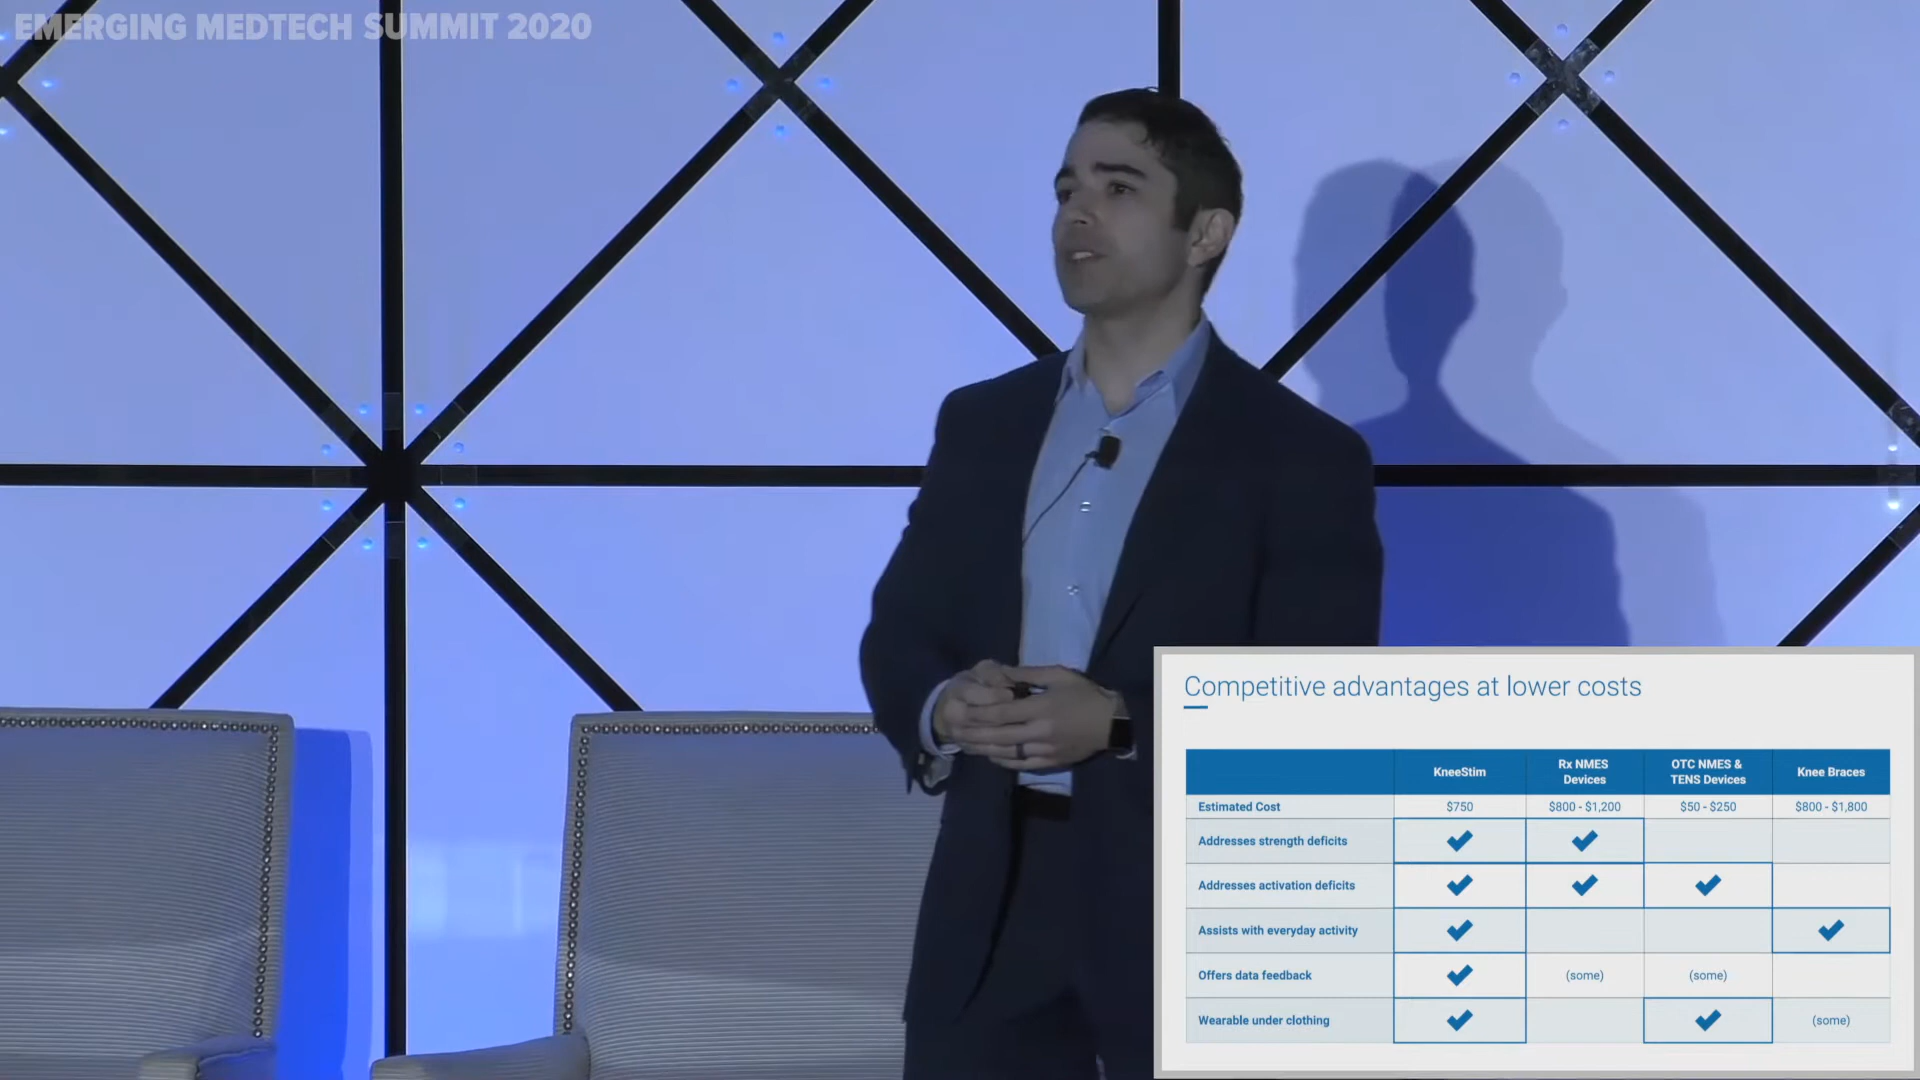 EMERGING MEDTECH SUMMIT 2020
Competitive advantages at lower costs
KneeStim Rx NMES Devices OTC NMES & TENS Devices Knee Braces
Estimated Cost $750 $800 - $1,200 $50 - $250 $800 - $1,800
Addresses strength deficits
Addresses activation deficits
Assists with everyday activity
Offers data feedback (some) (some)
Wearable under clothing (some)